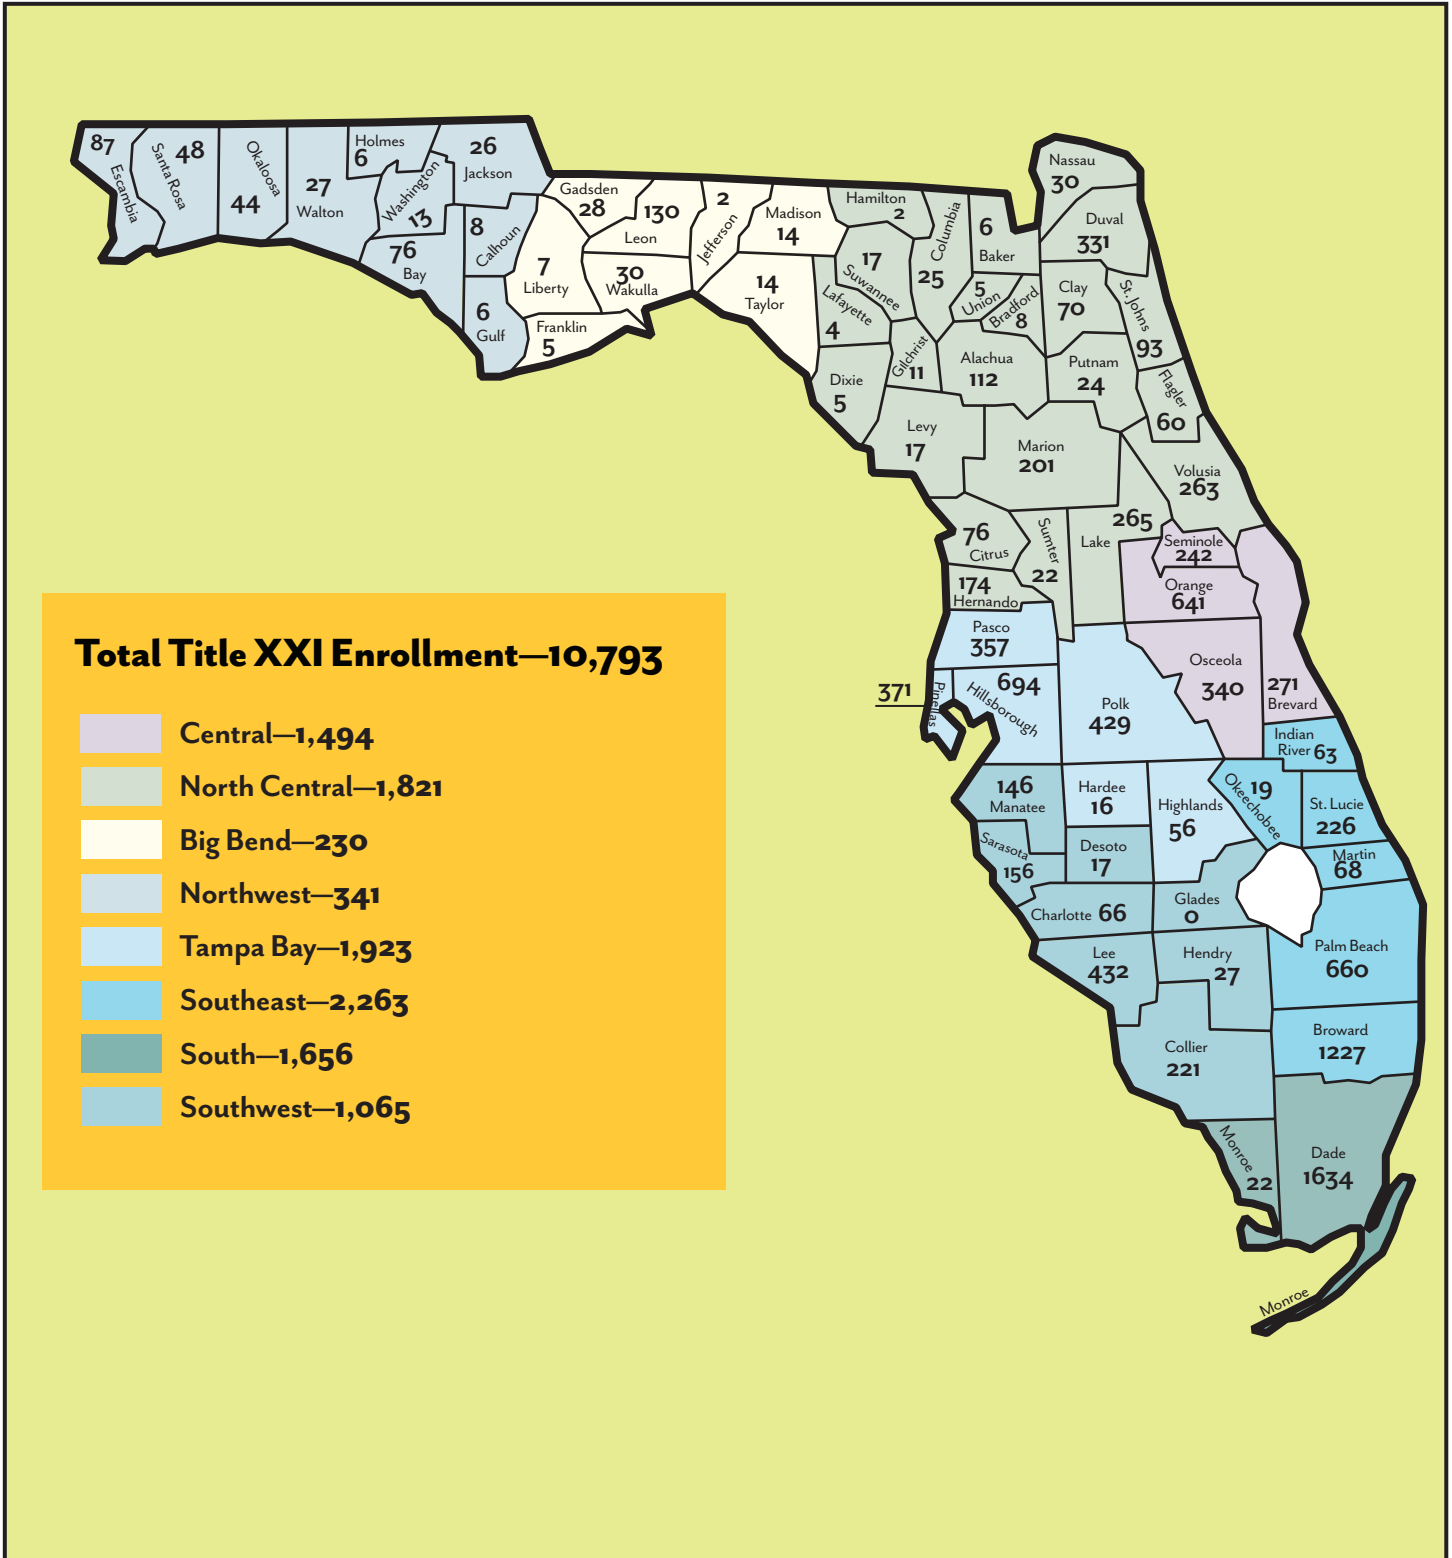 87
Escambia
Santa Rosa
48
Okaloosa
44
27
Walton
Holmes
6
Washington
13
26
Jackson
76
Bay
8
Calhoun
6
Gulf
Gadsden
28
7
Liberty
Franklin
5
130
Leon
30
Wakulla
2
Jefferson
Madison
14
14
Taylor
Hamilton
2
17
Suwannee
Lafayette
4
Columbia
25
6
Baker
5
Union
Bradford
8
Nassau
30
Duval
331
Clay
70
St. Johns
93
Gilchrist
11
Alachua
112
Putnam
24
Flagler
60
Dixie
5
Levy
17
Marion
201
Volusia
263
76
Citrus
Sumter
22
265
Lake
Seminole
242
Orange
641
174
Hernando
Pasco
357
371
Pinellas
694
Hillsborough
Polk
429
Osceola
340
271
Brevard
Indian
River 63
146
Manatee
Hardee
16
Highlands
56
19
Okeechobee
St. Lucie
226
Martin
68
Sarasota
156
Desoto
17
Charlotte 66
Glades
0
Palm Beach
660
Lee
432
Hendry
27
Broward
1227
Collier
221
Monroe
22
Dade
1634
Monroe
Total Title XXI Enrollment—10,793
Central—1,494
North Central—1,821
Big Bend—230
Northwest—341
Tampa Bay—1,923
Southeast—2,263
South—1,656
Southwest—1,065